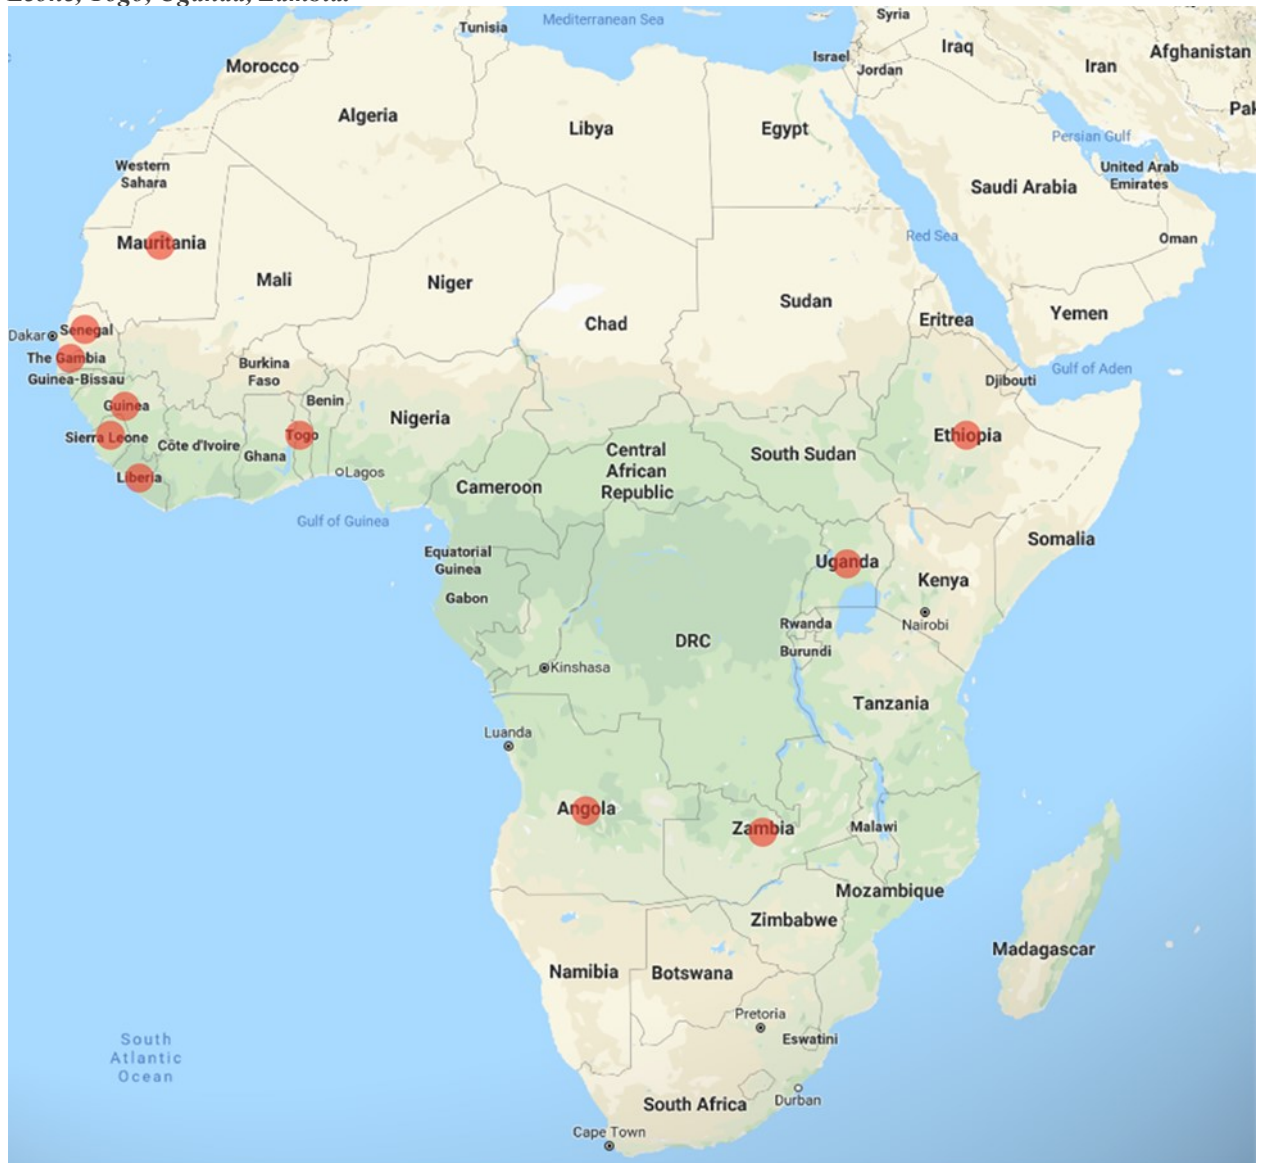 Leone, Togo, Uganda, Zambia.
Mediterranean Sea
Syria
Tunisia
Iraq
Afghanistan
Israel
Morocco
Jordan
Iran
Algeria
Pak
Libya
Egypt
Persian Gulf
Western
Sahara
United Arab
Emirates
Saudi Arabia
Mauritania
Red Sea
Oman
Mali
Niger
Sudan
Yemen
Eritrea
Chad
Dakar
Senegal
The Gambia
Burkina
Faso
Gulf of Aden
Guinea-Bissau
Djibouti
Benin
Guinea
Nigeria
Sierra Leone
Côte d'Ivoire
Togo
Ghana
Ethiopia
Central
African
Republic
South Sudan
Lagos
Liberia
Cameroon
Gulf of Guinea
Somalia
Equatorial
Guinea
Uganda
Kenya
Gabon
Rwanda
Nairobi
DRC
Burundi
Kinshasa
Tanzania
Luanda
Angola
Zambia
Malawi
Mozambique
Zimbabwe
Madagascar
Namibia
Botswana
Pretoria
Eswatini
South
Atlantic
Ocean
South Africa
Durban
Cape Town